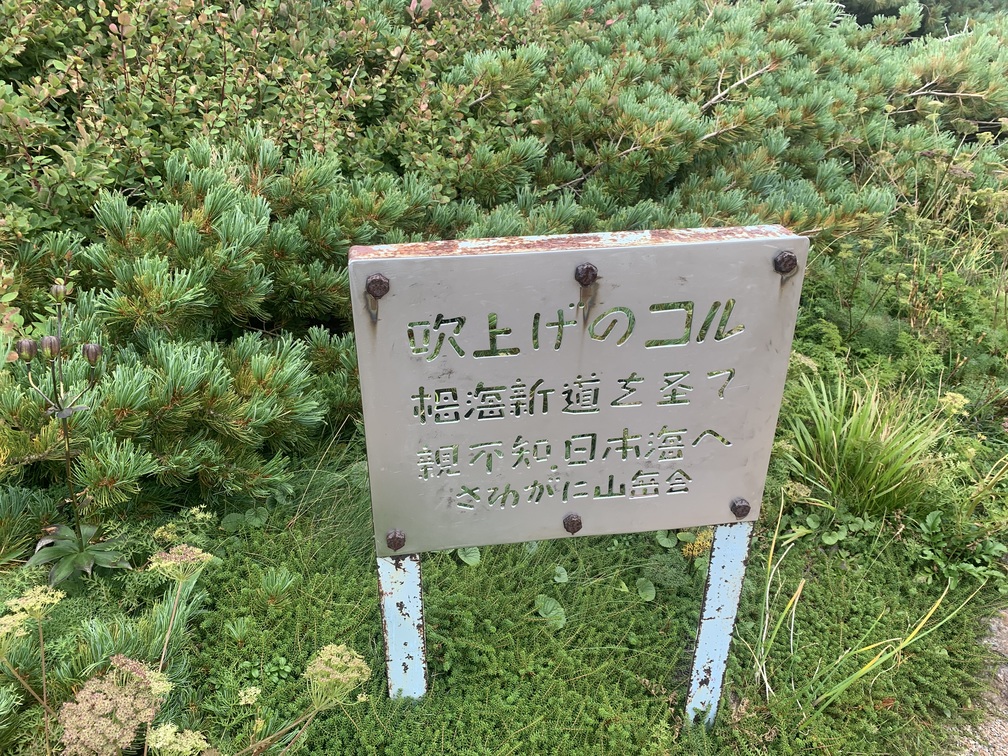 吹上げのコル
栂海新道を圣て
親不知日本海へ
さわがに山岳会